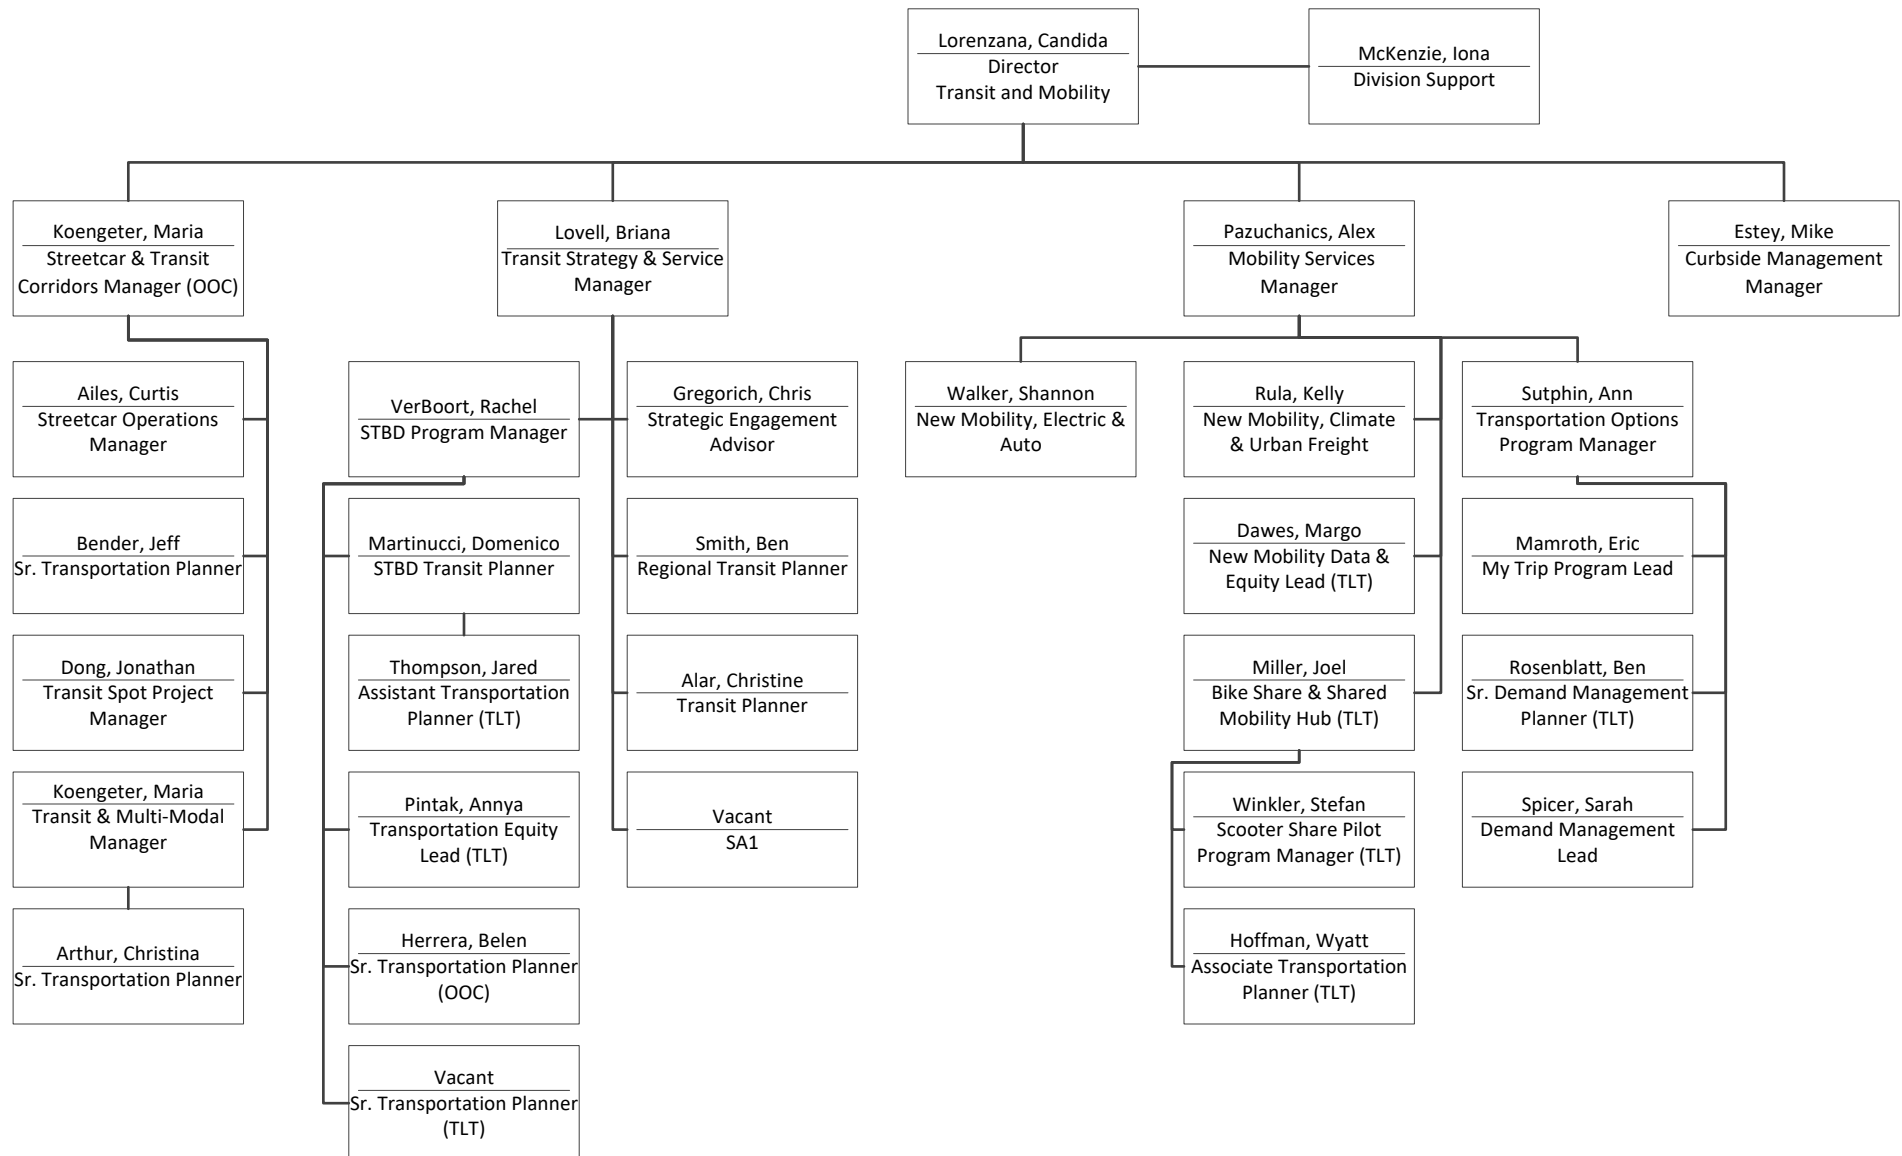 Lorenzana, Candida
Director
Transit and Mobility
McKenzie, Iona
Division Support
Koengeter, Maria
Streetcar & Transit
Corridors Manager (OOC)
Lovell, Briana
Transit Strategy & Service
Manager
Pazuchanics, Alex
Mobility Services
Manager
Estey, Mike
Curbside Management
Manager
Ailes, Curtis
Streetcar Operations
Manager
Bender, Jeff
Sr. Transportation Planner
Dong, Jonathan
Transit Spot Project
Manager
Koengeter, Maria
Transit & Multi-Modal
Manager
Arthur, Christina
Sr. Transportation Planner
VerBoort, Rachel
STBD Program Manager
Martinucci, Domenico
STBD Transit Planner
Thompson, Jared
Assistant Transportation
Planner (TLT)
Pintak, Annya
Transportation Equity
Lead (TLT)
Herrera, Belen
Sr. Transportation Planner
(OOC)
Vacant
Sr. Transportation Planner
(TLT)
Gregorich, Chris
Strategic Engagement
Advisor
Smith, Ben
Regional Transit Planner
Alar, Christine
Transit Planner
Vacant
SA1
Walker, Shannon
New Mobility, Electric &
Auto
Rula, Kelly
New Mobility, Climate
& Urban Freight
Dawes, Margo
New Mobility Data &
Equity Lead (TLT)
Miller, Joel
Bike Share & Shared
Mobility Hub (TLT)
Winkler, Stefan
Scooter Share Pilot
Program Manager (TLT)
Hoffman, Wyatt
Associate Transportation
Planner (TLT)
Sutphin, Ann
Transportation Options
Program Manager
Mamroth, Eric
My Trip Program Lead
Rosenblatt, Ben
Sr. Demand Management
Planner (TLT)
Spicer, Sarah
Demand Management
Lead